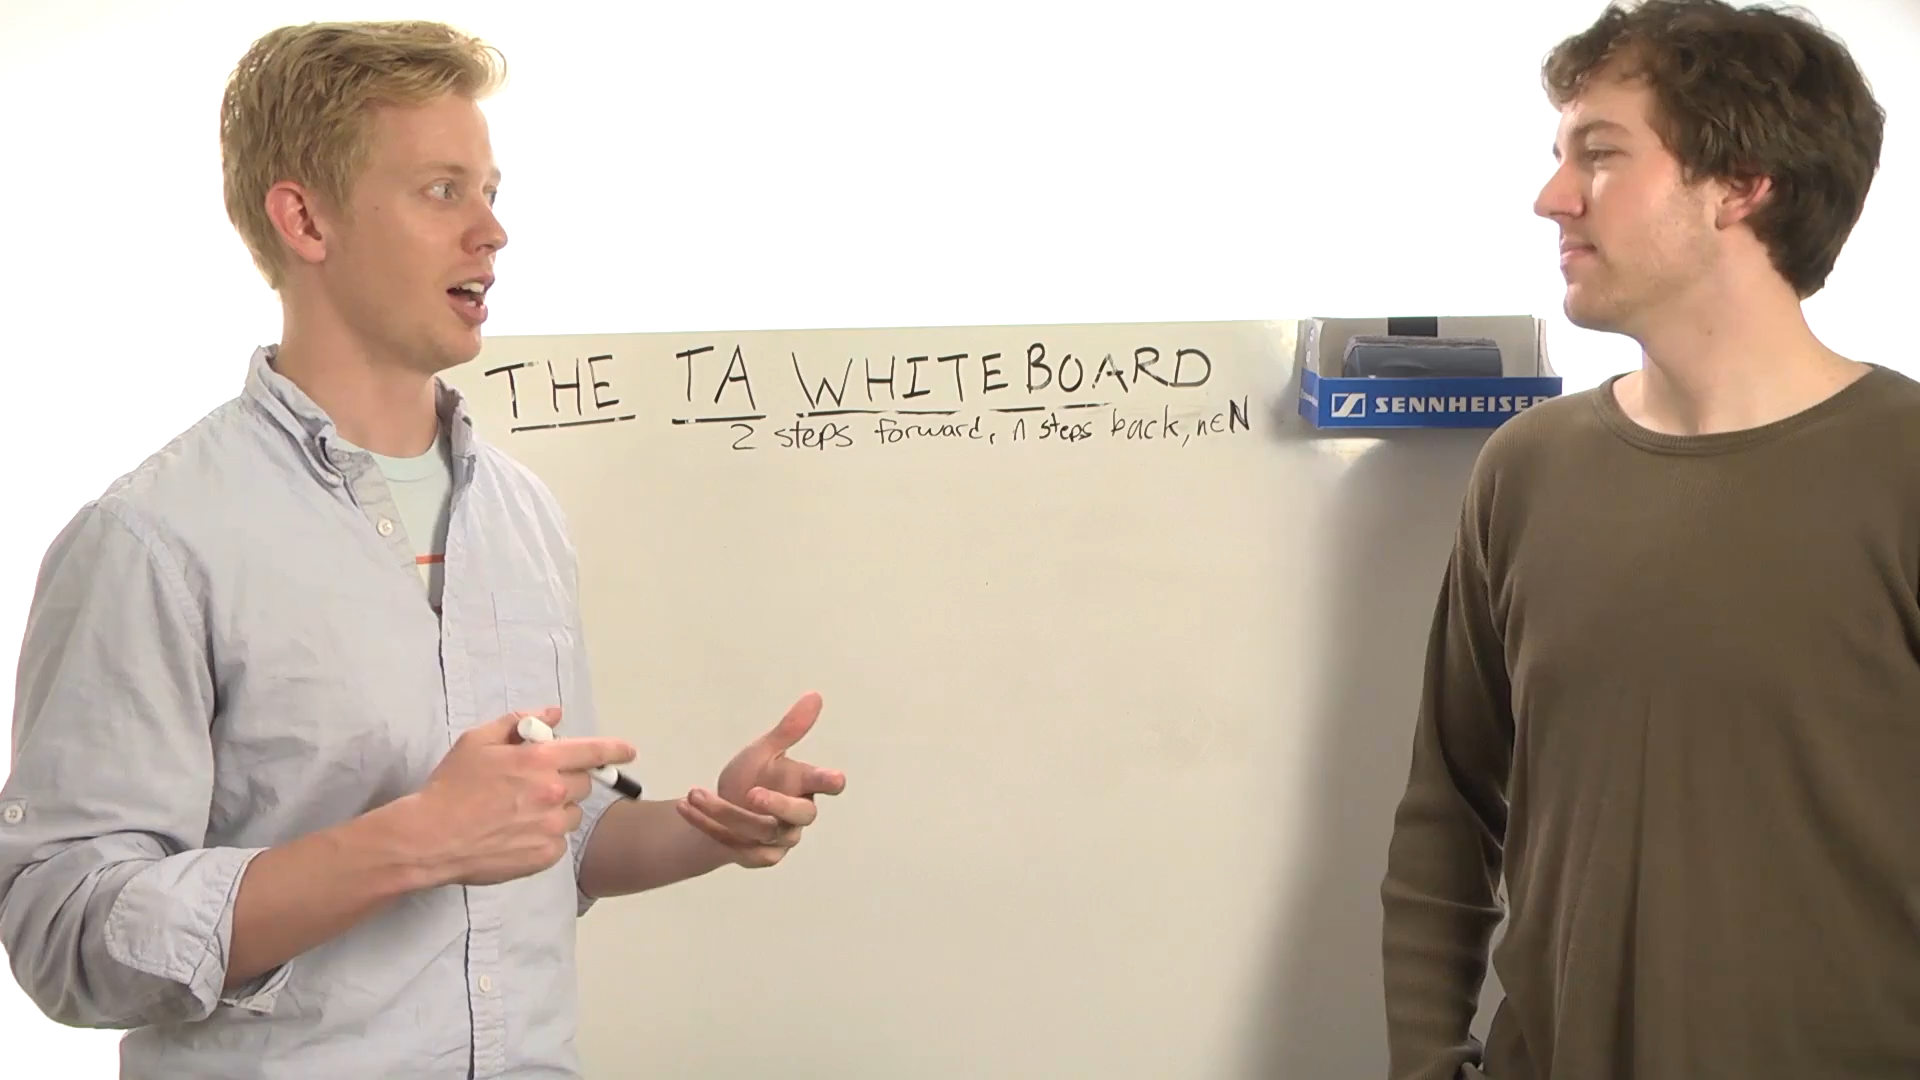 THE TA WHITEBOARD
2 steps forward, n steps back, n∈N
SENNHEISER